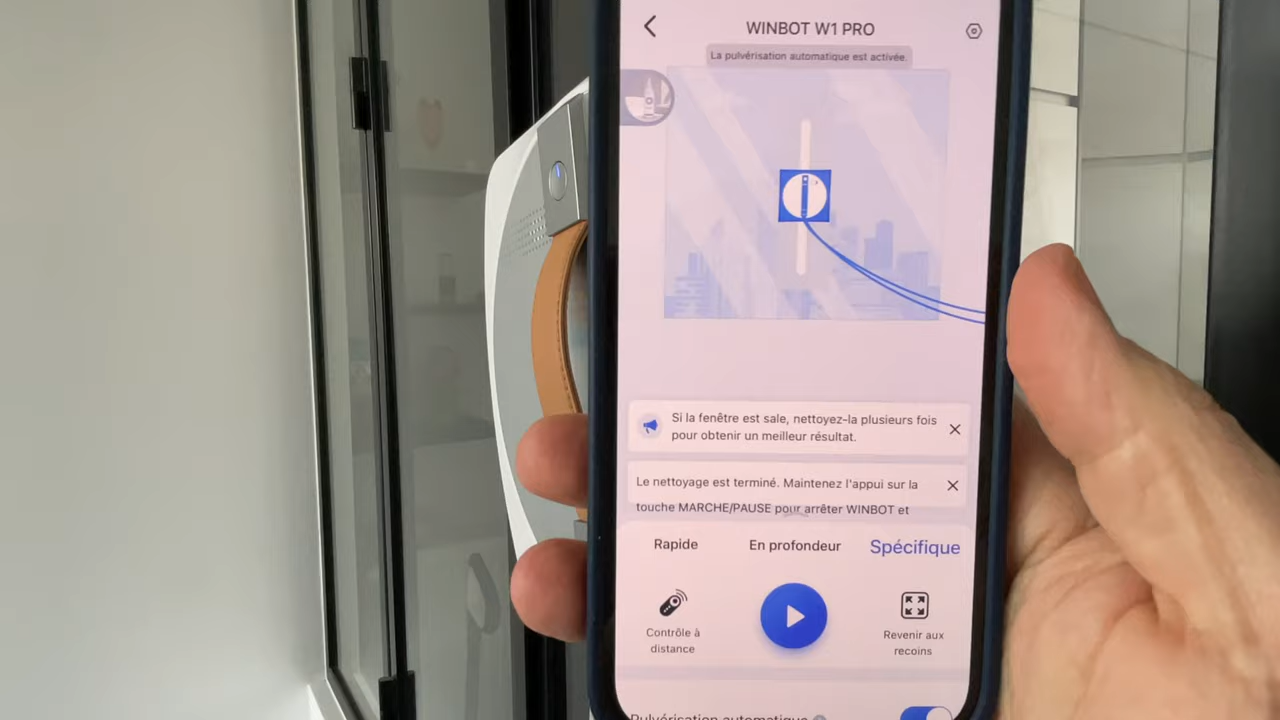 WINBOT W1 PRO
La pulvérisation automatique est activée.
Si la fenêtre est sale, nettoyez-la plusieurs fois
pour obtenir un meilleur résultat.
Le nettoyage est terminé. Maintenez l'appui sur la
touche MARCHE/PAUSE pour arrêter WINBOT et
Rapide
En profondeur
Spécifique
Contrôle à
distance
Revenir aux
recoins
Pulvérisation automatique